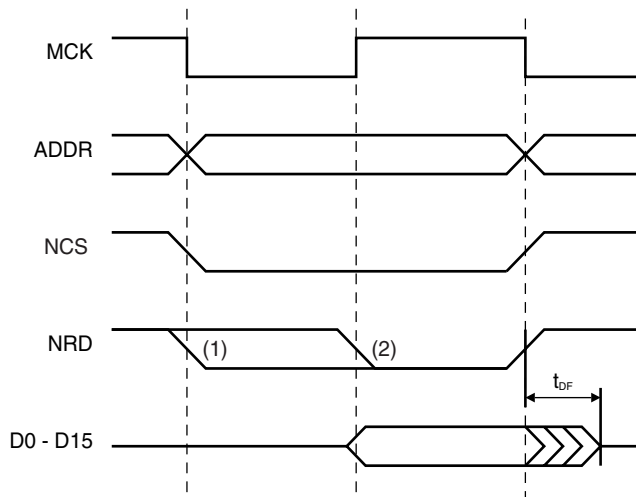 MCK
ADDR
NCS
NRD
(1)
(2)
tDF
D0 - D15